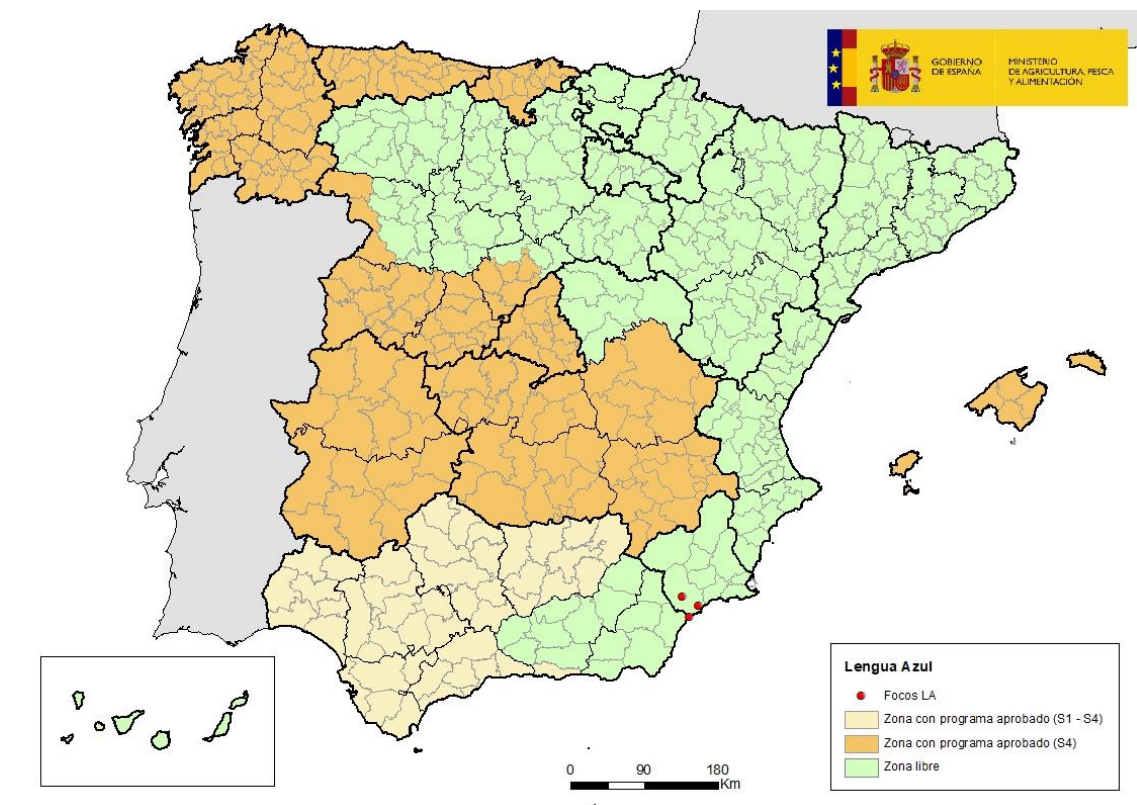 GOBIERNO
DE ESPAÑA
MINISTERIO
DE AGRICULTURA, PESCA
Y ALIMENTACIÓN
Lengua Azul
Focos LA
Zona con programa aprobado (S1 - S4)
Zona con programa aprobado (S4)
Zona libre
0 90 180
Km